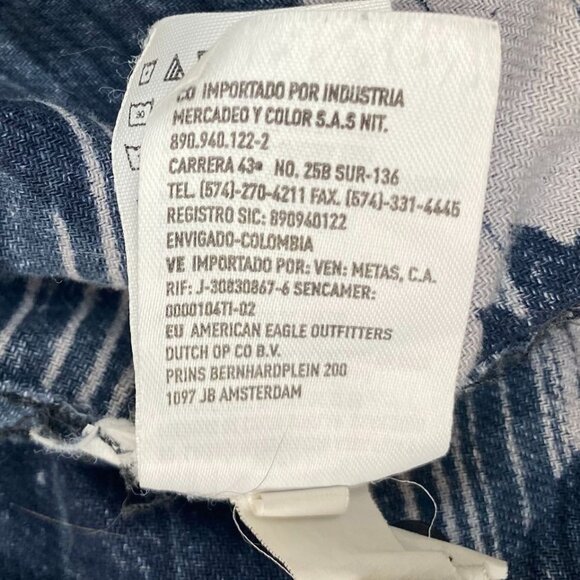 CO IMPORTADO POR INDUSTRIA
MERCADEO Y COLOR S.A.S NIT.
890.940.122-2
CARRERA 43ª NO. 25B SUR-136
TEL. (574)-270-4211 FAX. (574)-331-4445
REGISTRO SIC: 890940122
ENVIGADO-COLOMBIA
VE IMPORTADO POR: VEN: METAS, C.A.
RIF: J-30830867-6 SENCAMER:
0000104TI-02
EU AMERICAN EAGLE OUTFITTERS
DUTCH OP CO B.V.
PRINS BERNHARDPLEIN 200
1097 JB AMSTERDAM
30